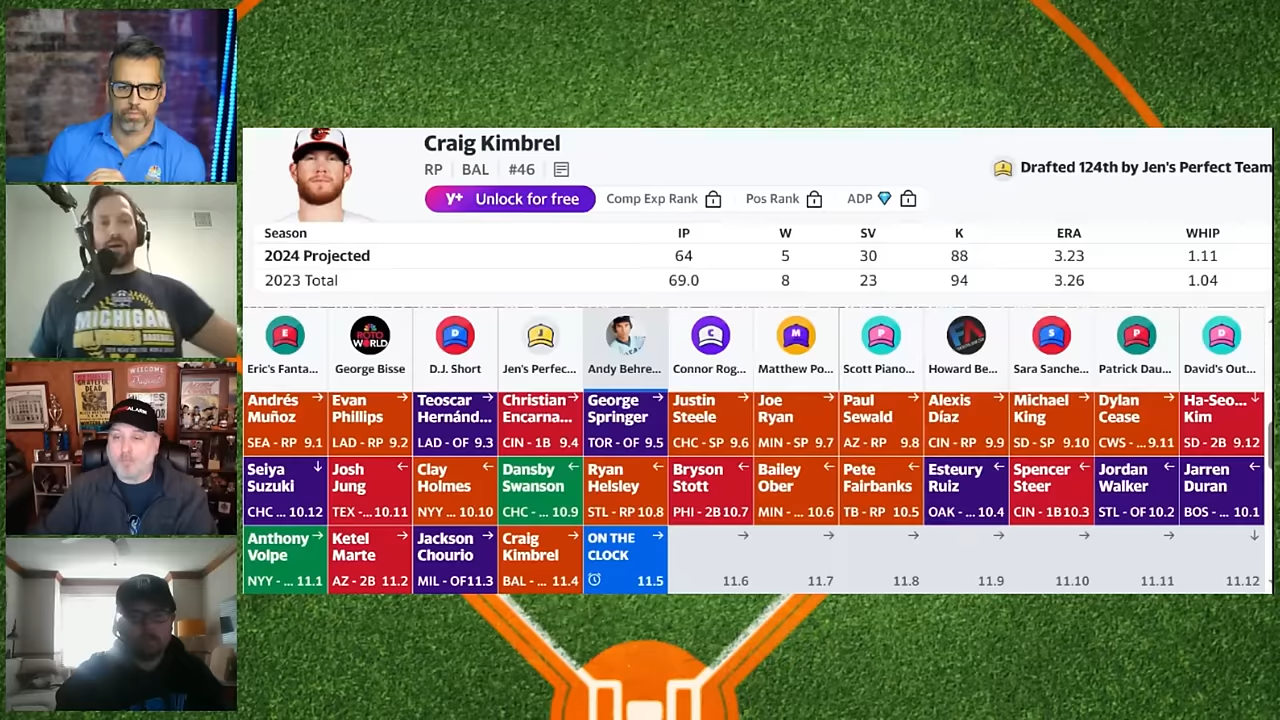 Craig Kimbrel
RP BAL #46
Drafted 124th by Jen's Perfect Team
y+ Unlock for free Comp Exp Rank Pos Rank ADP
Season IP W SV K ERA WHIP
2024 Projected 64 5 30 88 3.23 1.11
2023 Total 69.0 8 23 94 3.26 1.04
E ROTO WORLD D J C M P FA S P D
Eric's Fanta... George Bisse D.J. Short Jen's Perfec... Andy Behre... Connor Rog... Matthew Po... Scott Piano... Howard Be... Sara Sanche... Patrick Dau... David's Out...
Andrés Evan Teoscar Christian George Justin Joe Paul Alexis Michael Dylan Ha-Seo...
Muñoz Phillips Hernánd... Encarna... Springer Steele Ryan Sewald Díaz King Cease Kim
SEA - RP 9.1 LAD - RP 9.2 LAD - OF 9.3 CIN - 1B 9.4 TOR - OF 9.5 CHC - SP 9.6 MIN - SP 9.7 AZ - RP 9.8 CIN - RP 9.9 SD - SP 9.10 CWS - ... 9.11 SD - 2B 9.12
Seiya Josh Clay Dansby Ryan Bryson Bailey Pete Esteury Spencer Jordan Jarren
Suzuki Jung Holmes Swanson Helsley Stott Ober Fairbanks Ruiz Steer Walker Duran
CHC ... 10.12 TEX -... 10.11 NYY -... 10.10 CHC -... 10.9 STL - RP 10.8 PHI - 2B 10.7 MIN -... 10.6 TB - RP 10.5 OAK -... 10.4 CIN - 1B 10.3 STL - OF 10.2 BOS -... 10.1
Anthony Ketel Jackson Craig ON THE
Volpe Marte Chourio Kimbrel CLOCK
NYY - ... 11.1 AZ - 2B 11.2 MIL - OF 11.3 BAL - ... 11.4 11.5 11.6 11.7 11.8 11.9 11.10 11.11 11.12
MICHIGAN